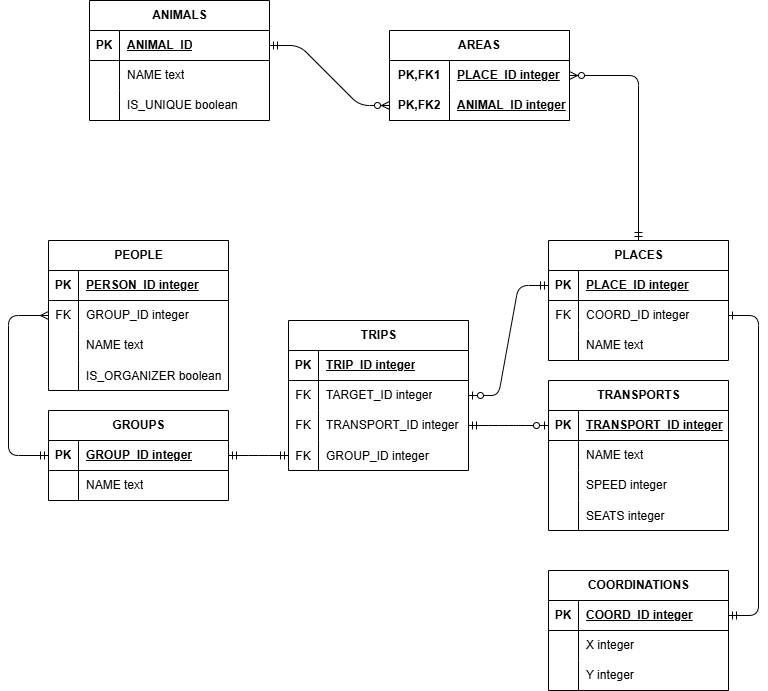 ANIMALS
PK ANIMAL_ID
NAME text
IS_UNIQUE boolean
AREAS
PK,FK1 PLACE_ID integer
PK,FK2 ANIMAL_ID integer
PEOPLE
PK PERSON_ID integer
FK GROUP_ID integer
NAME text
IS_ORGANIZER boolean
GROUPS
PK GROUP_ID integer
NAME text
TRIPS
PK TRIP_ID integer
FK TARGET_ID integer
FK TRANSPORT_ID integer
FK GROUP_ID integer
PLACES
PK PLACE_ID integer
FK COORD_ID integer
NAME text
TRANSPORTS
PK TRANSPORT_ID integer
NAME text
SPEED integer
SEATS integer
COORDINATIONS
PK COORD_ID integer
X integer
Y integer